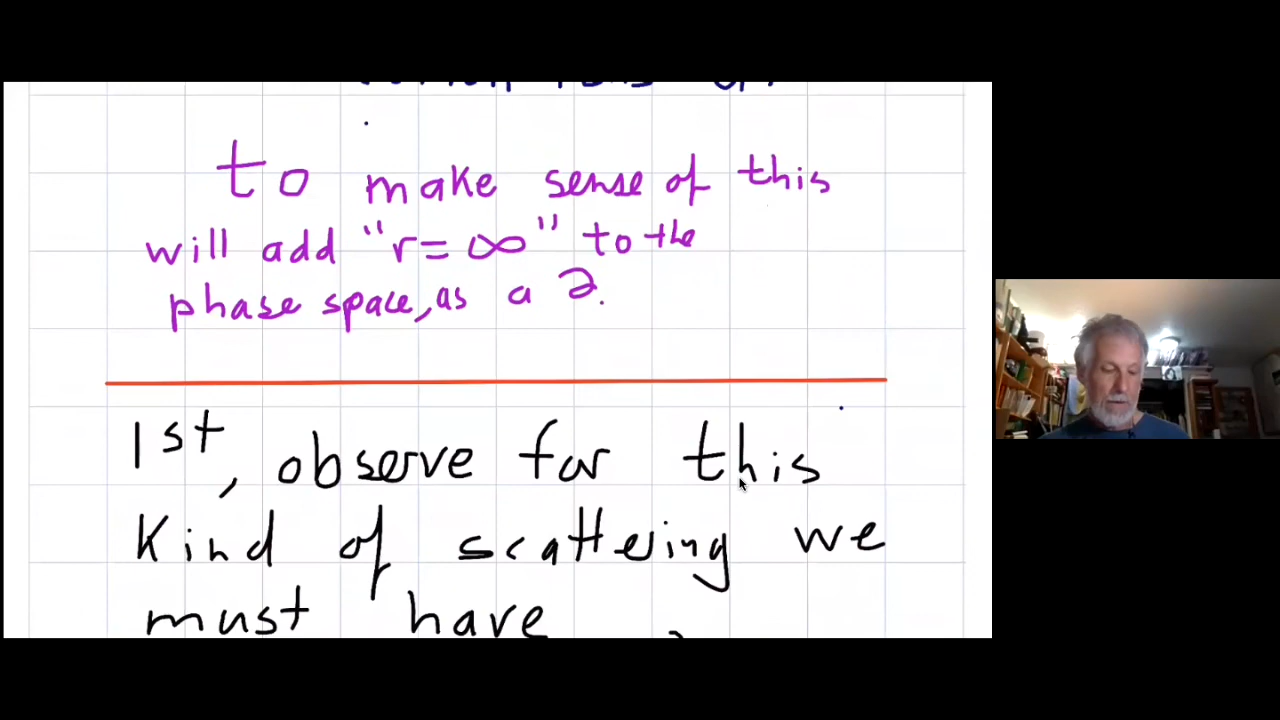 to make sense of this
will add "r=∞" to the
phase space, as a ∂.
1st, observe for this
kind of scattering we
must have